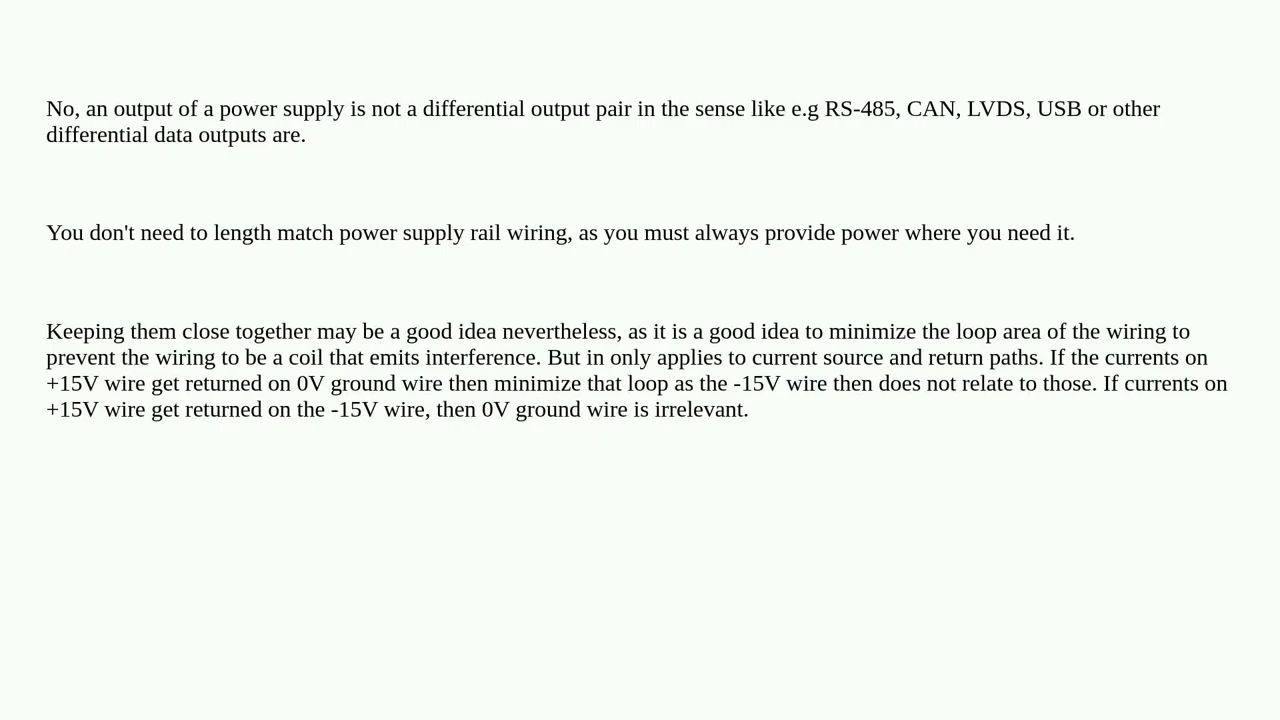 No, an output of a power supply is not a differential output pair in the sense like e.g RS-485, CAN, LVDS, USB or other
differential data outputs are.
You don't need to length match power supply rail wiring, as you must always provide power where you need it.
Keeping them close together may be a good idea nevertheless, as it is a good idea to minimize the loop area of the wiring to
prevent the wiring to be a coil that emits interference. But in only applies to current source and return paths. If the currents on
+15V wire get returned on 0V ground wire then minimize that loop as the -15V wire then does not relate to those. If currents on
+15V wire get returned on the -15V wire, then 0V ground wire is irrelevant.